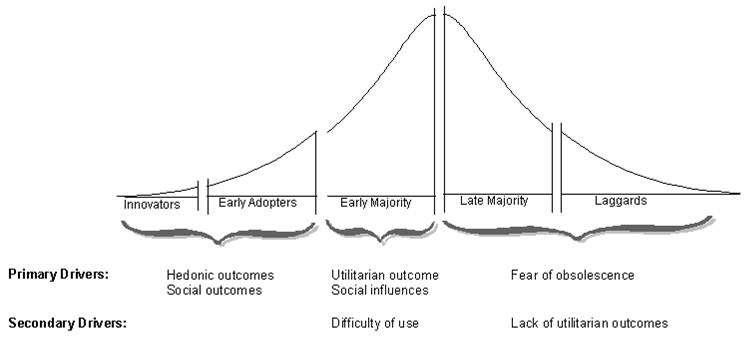 Innovators Early Adopters Early Majority Late Majority Laggards
Primary Drivers: Hedonic outcomes Utilitarian outcome Fear of obsolescence
Social outcomes Social influences
Secondary Drivers: Difficulty of use Lack of utilitarian outcomes